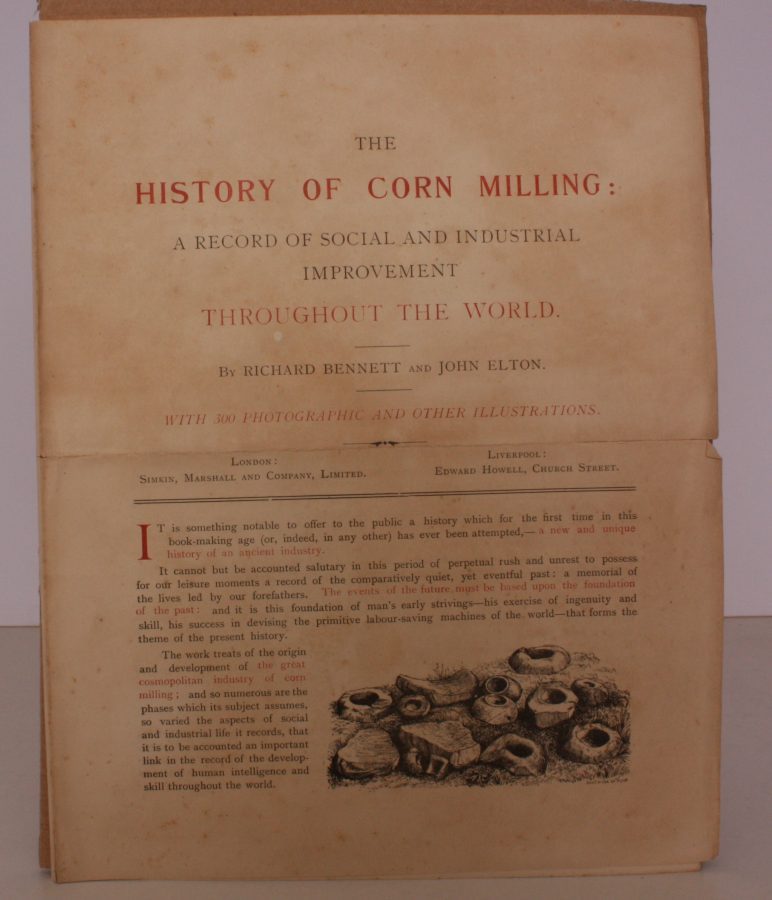 THE
HISTORY OF CORN MILLING:
A RECORD OF SOCIAL AND INDUSTRIAL
IMPROVEMENT
THROUGHOUT THE WORLD.
BY RICHARD BENNETT AND JOHN ELTON.
WITH 300 PHOTOGRAPHIC AND OTHER ILLUSTRATIONS.
LONDON:
SIMKIN, MARSHALL AND COMPANY, LIMITED.
LIVERPOOL:
EDWARD HOWELL, CHURCH STREET.
IT is something notable to offer to the public a history which for the first time in this
book-making age (or, indeed, in any other) has ever been attempted,—a new and unique
history of an ancient industry.
It cannot but be accounted salutary in this period of perpetual rush and unrest to possess
for our leisure moments a record of the comparatively quiet, yet eventful past: a memorial of
the lives led by our forefathers. The events of the future must be based upon the foundation
of the past: and it is this foundation of man's early strivings—his exercise of ingenuity and
skill, his success in devising the primitive labour-saving machines of the world—that forms the
theme of the present history.
The work treats of the origin
and development of the great
cosmopolitan industry of corn
milling; and so numerous are the
phases which its subject assumes,
so varied the aspects of social
and industrial life it records, that
it is to be accounted an important
link in the record of the develop-
ment of human intelligence and
skill throughout the world.